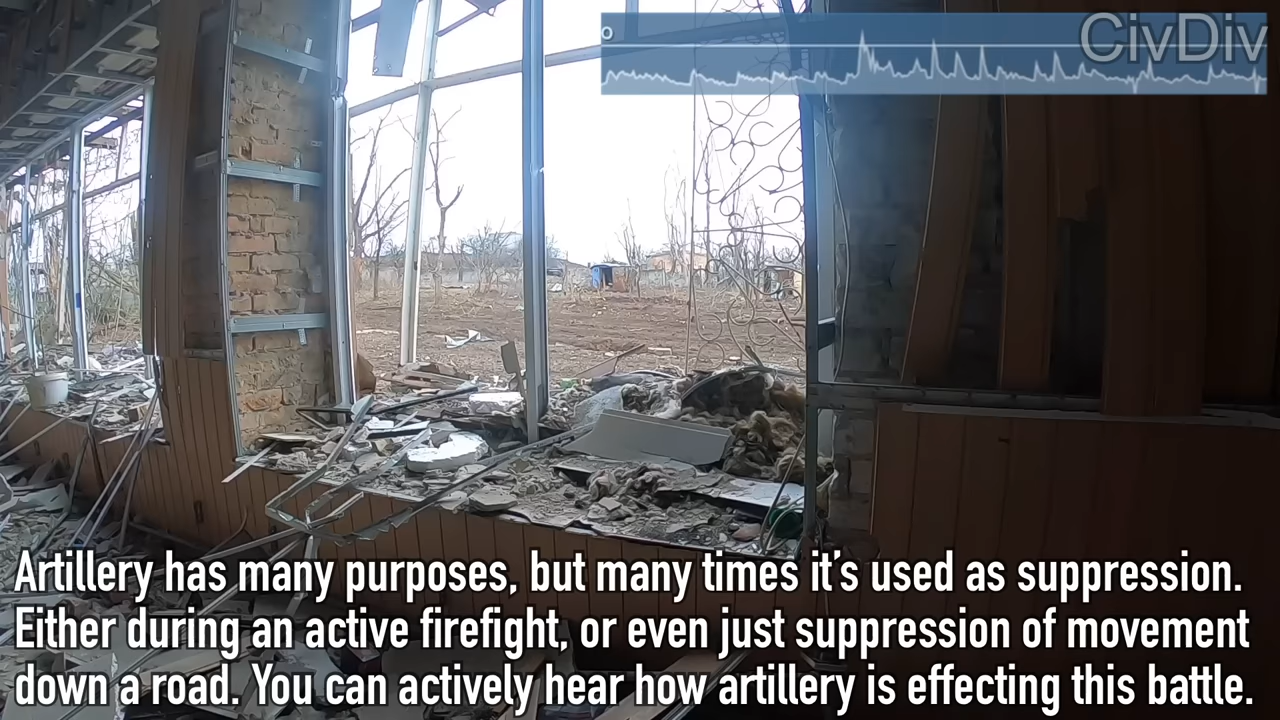 CivDiv
Artillery has many purposes, but many times it's used as suppression.
Either during an active firefight, or even just suppression of movement
down a road. You can actively hear how artillery is effecting this battle.